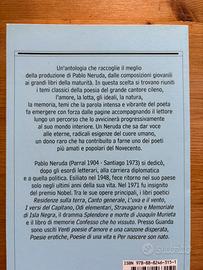 Un'antologia che raccoglie il meglio
della produzione di Pablo Neruda, dalle composizioni giovanili
ai grandi libri della maturità. In questa scelta si trovano riuniti
i temi classici della poesia del grande cantore cileno,
l'amore, la lotta, gli ideali, la natura,
la memoria, temi che la parola intensa e vibrante del poeta
fa emergere con forza dalle pagine accompagnando il lettore
lungo un percorso che lo avvicinerà progressivamente
al suo mondo interiore. Un Neruda che sa dar voce
alle eterne, radicali esigenze del cuore umano,
un dono raro che ha contribuito a farne uno dei poeti
più amati e popolari del Novecento.
Pablo Neruda (Parral 1904 - Santiago 1973) si dedicò,
dopo gli esordi letterari, alla carriera diplomatica
e a quella politica. Esiliato nel 1948, fece ritorno nel suo paese
solo negli ultimi anni della sua vita. Nel 1971 fu insignito
del premio Nobel. Tra le sue opere principali, i libri poetici
Residenze sulla terra, Canto generale, L'uva e il vento,
I versi del Capitano, Odi elementari, Stravagario e Memoriale
di Isla Negra, il dramma Splendore e morte di Joaquín Murieta
e il libro di memorie Confesso che ho vissuto. Presso Guanda
sono usciti Venti poesie d'amore e una canzone disperata,
Poesie erotiche, Poesie di una vita e Per nascere son nato.
ISBN 978-88-8246-515-1